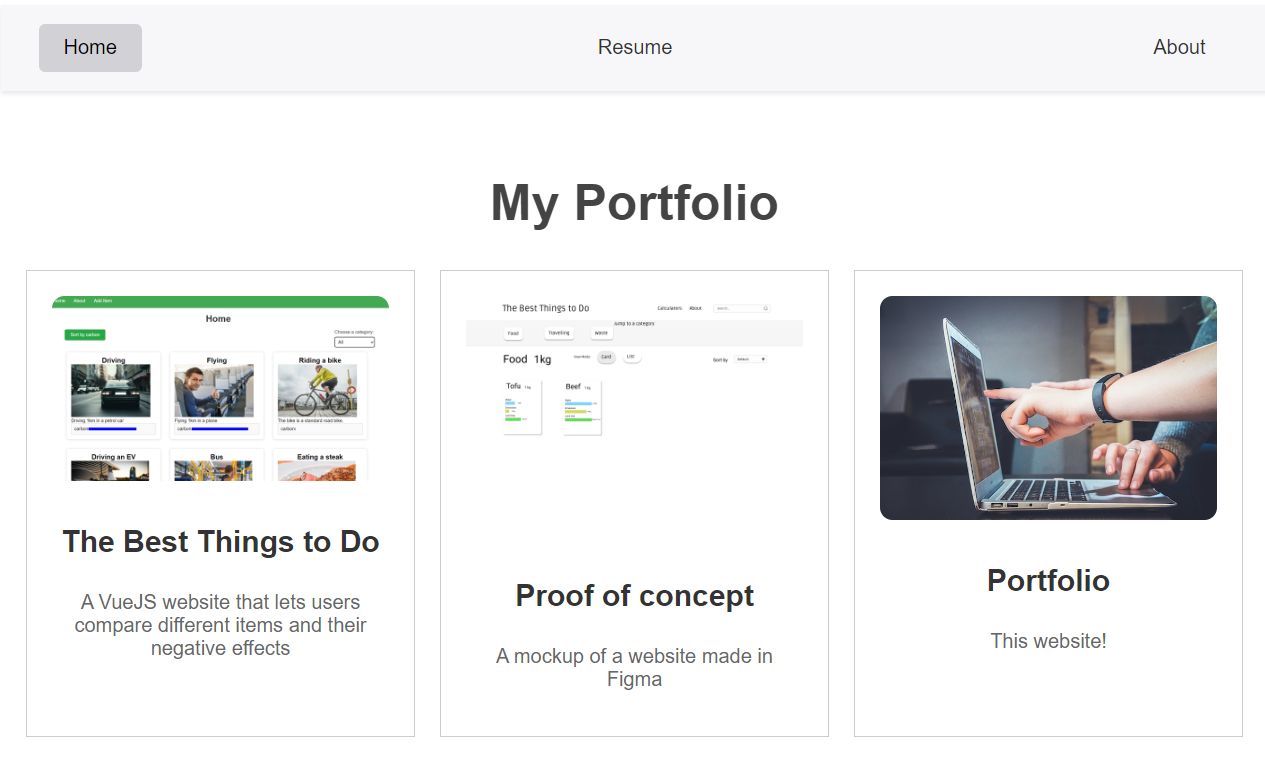 Home Resume About
My Portfolio
Home About Add Item
Home
Sort by carbon
Choose a category:
All
Driving Flying Riding a bike
Driving 1km in a petrol car Flying 1km in a plane The bike is a standard road bike
carbon carbon carbon
Driving an EV Bus Eating a steak
The Best Things to Do
A VueJS website that lets users
compare different items and their
negative effects
The Best Things to Do Calculators About
Jump to a category
Food Travelling waste
Food 1kg Card List Sort by
Tofu 1kg Beef 1kg
Proof of concept
A mockup of a website made in
Figma
Portfolio
This website!